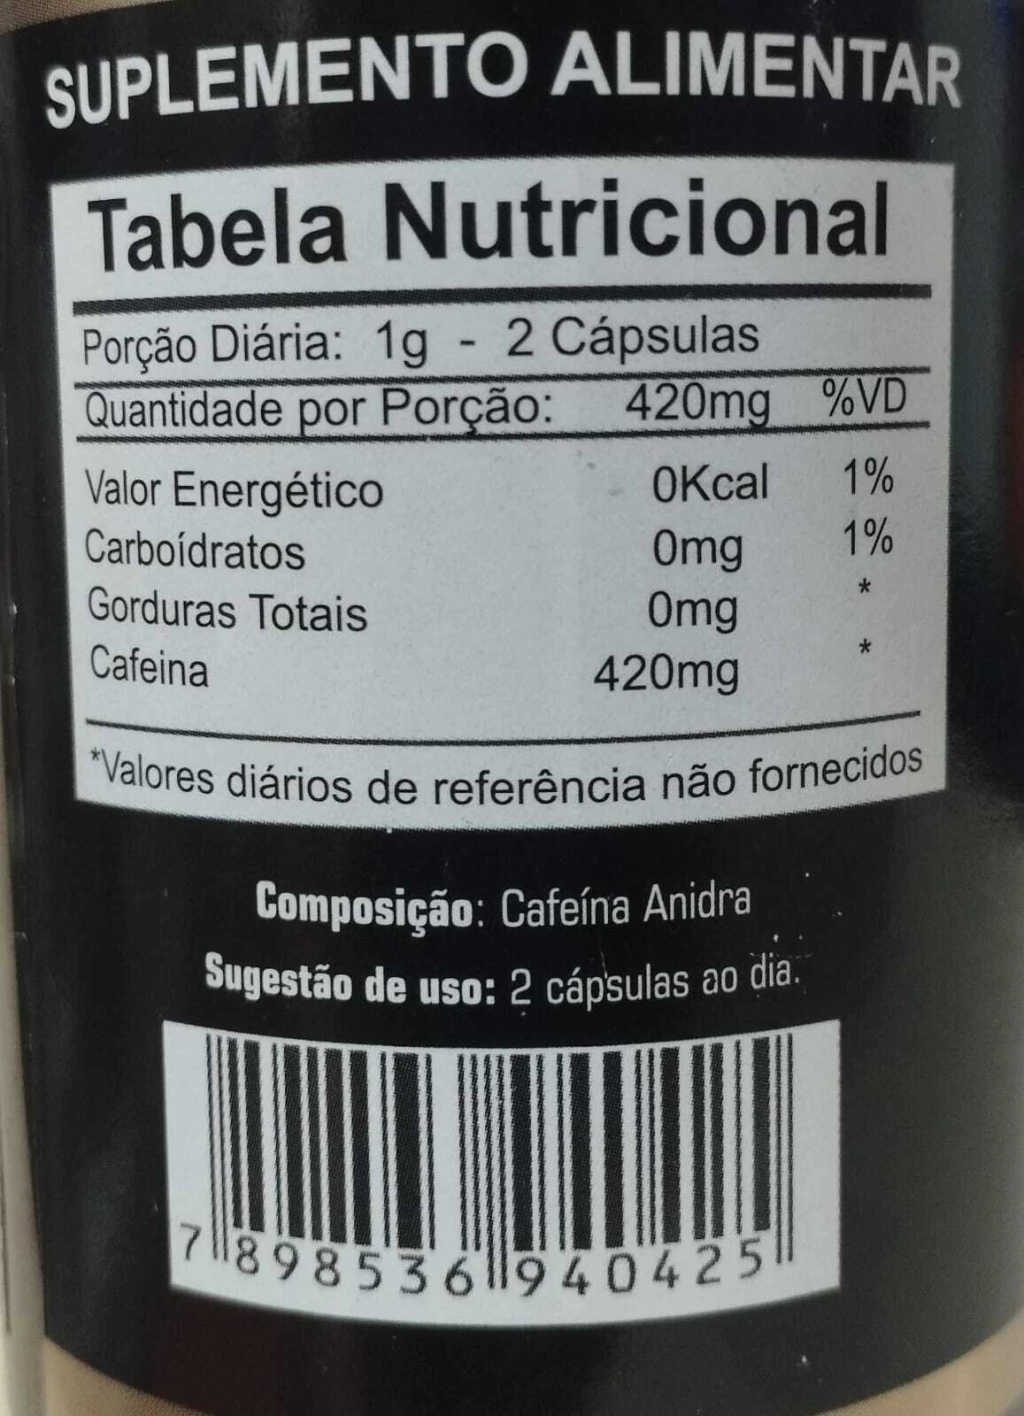 SUPLEMENTO ALIMENTAR
Tabela Nutricional
Porção Diária: 1g - 2 Cápsulas
Quantidade por Porção: 420mg %VD
Valor Energético 0Kcal 1%
Carboídratos 0mg 1%
Gorduras Totais 0mg *
Cafeina 420mg *
*Valores diários de referência não fornecidos
Composição: Cafeína Anidra
Sugestão de uso: 2 cápsulas ao dia.
7 898536 940425